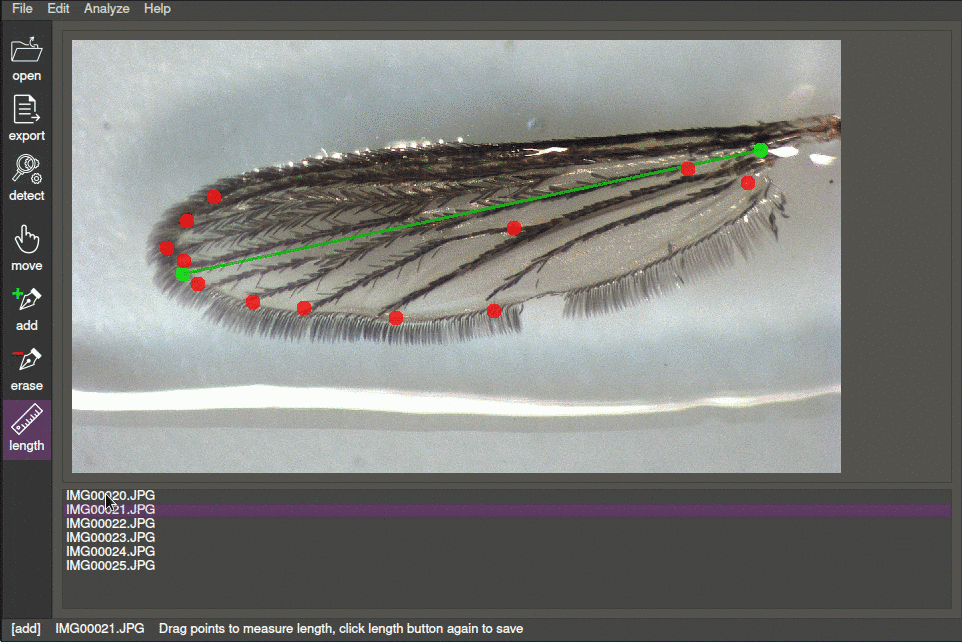 File Edit Analyze Help
open
export
detect
move
add
erase
length
IMG00020.JPG
IMG00021.JPG
IMG00022.JPG
IMG00023.JPG
IMG00024.JPG
IMG00025.JPG
[add] IMG00021.JPG Drag points to measure length, click length button again to save